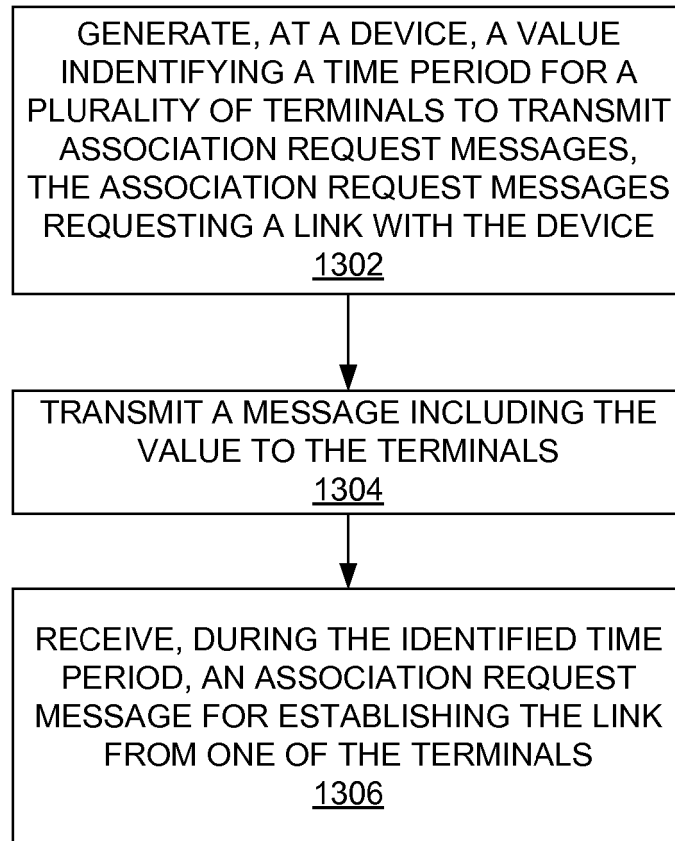 GENERATE, AT A DEVICE, A VALUE
INDENTIFYING A TIME PERIOD FOR A
PLURALITY OF TERMINALS TO TRANSMIT
ASSOCIATION REQUEST MESSAGES,
THE ASSOCIATION REQUEST MESSAGES
REQUESTING A LINK WITH THE DEVICE
1302
TRANSMIT A MESSAGE INCLUDING THE
VALUE TO THE TERMINALS
1304
RECEIVE, DURING THE IDENTIFIED TIME
PERIOD, AN ASSOCIATION REQUEST
MESSAGE FOR ESTABLISHING THE LINK
FROM ONE OF THE TERMINALS
1306